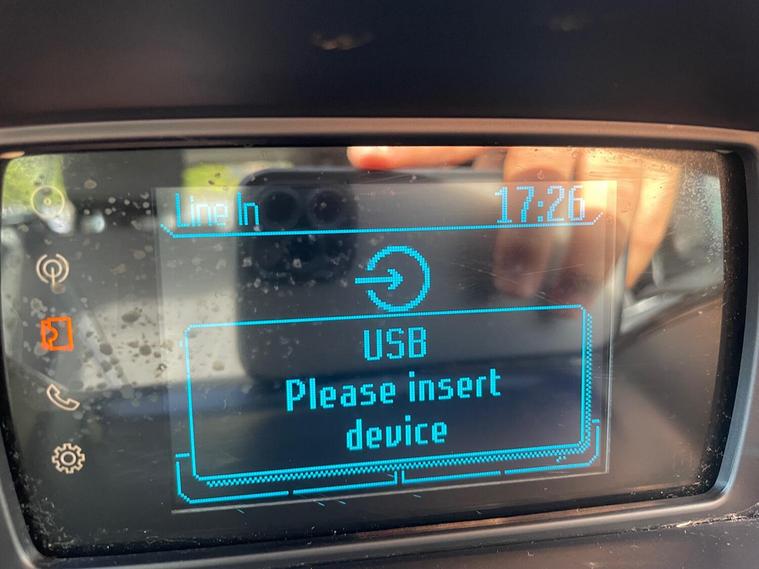 Line In 17:26
USB
Please insert
device